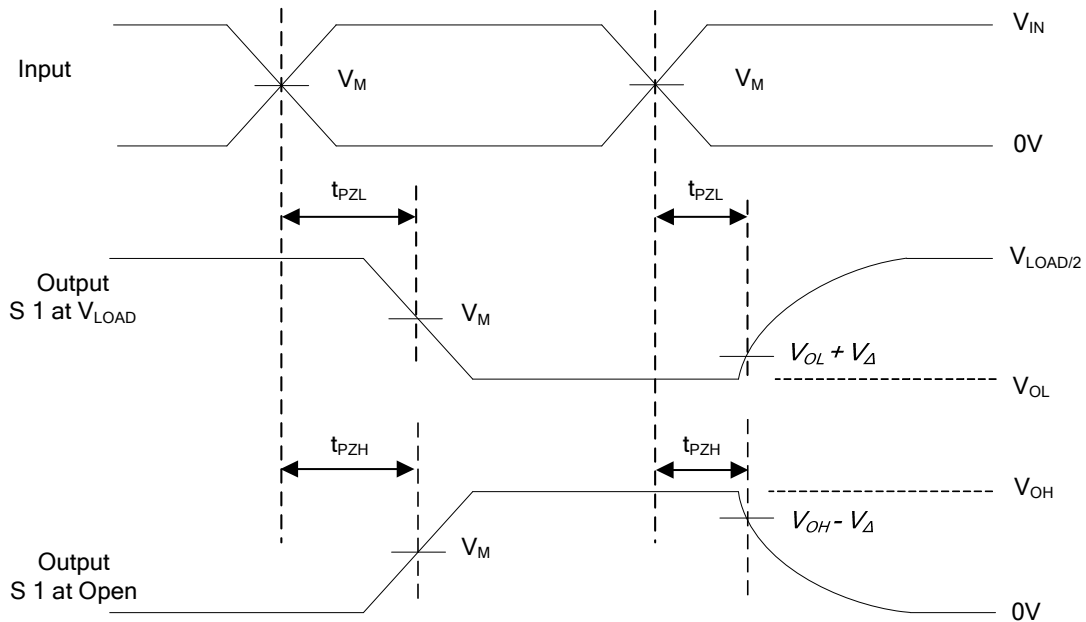 V_IN
Input
V_M
V_M
0V
t_PZL
t_PZL
Output
S 1 at V_LOAD
V_LOAD/2
V_M
V_OL + V_Δ
V_OL
t_PZH
t_PZH
V_OH
V_OH - V_Δ
Output
S 1 at Open
V_M
0V